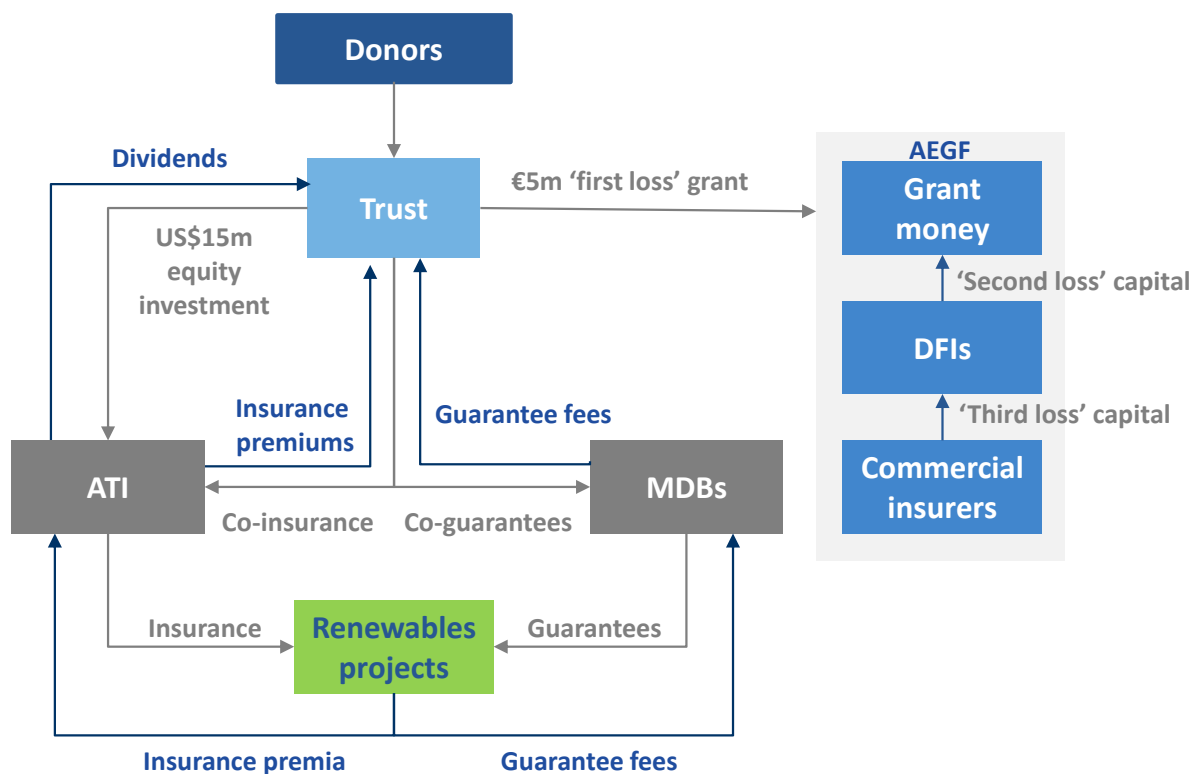 Donors
Dividends
AEGF
Trust
€5m ‘first loss’ grant
Grant
money
US$15m
equity
investment
‘Second loss’ capital
DFIs
Insurance
premiums
Guarantee fees
‘Third loss’ capital
ATI
MDBs
Commercial
insurers
Co-insurance
Co-guarantees
Insurance
Renewables
projects
Guarantees
Insurance premia
Guarantee fees